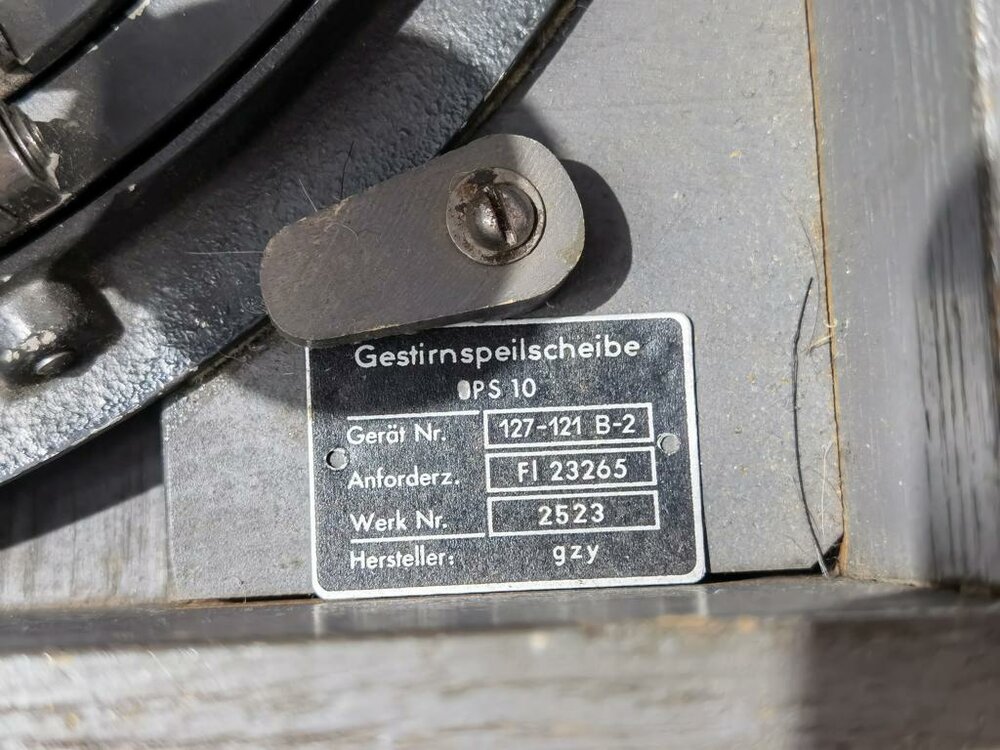 Gestirnspeilscheibe
PS 10
Gerät Nr. 127-121 B-2
Anforderz. Fl 23265
Werk Nr. 2523
Hersteller: gzy